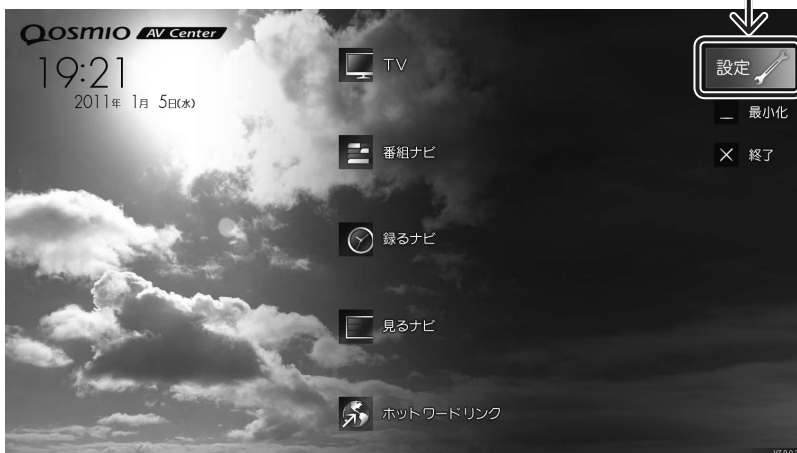 Qosmio AV Center
設定
19:21
2011年 1月 5日(水)
最小化
終了
TV
番組ナビ
録るナビ
見るナビ
ホットワードリンク